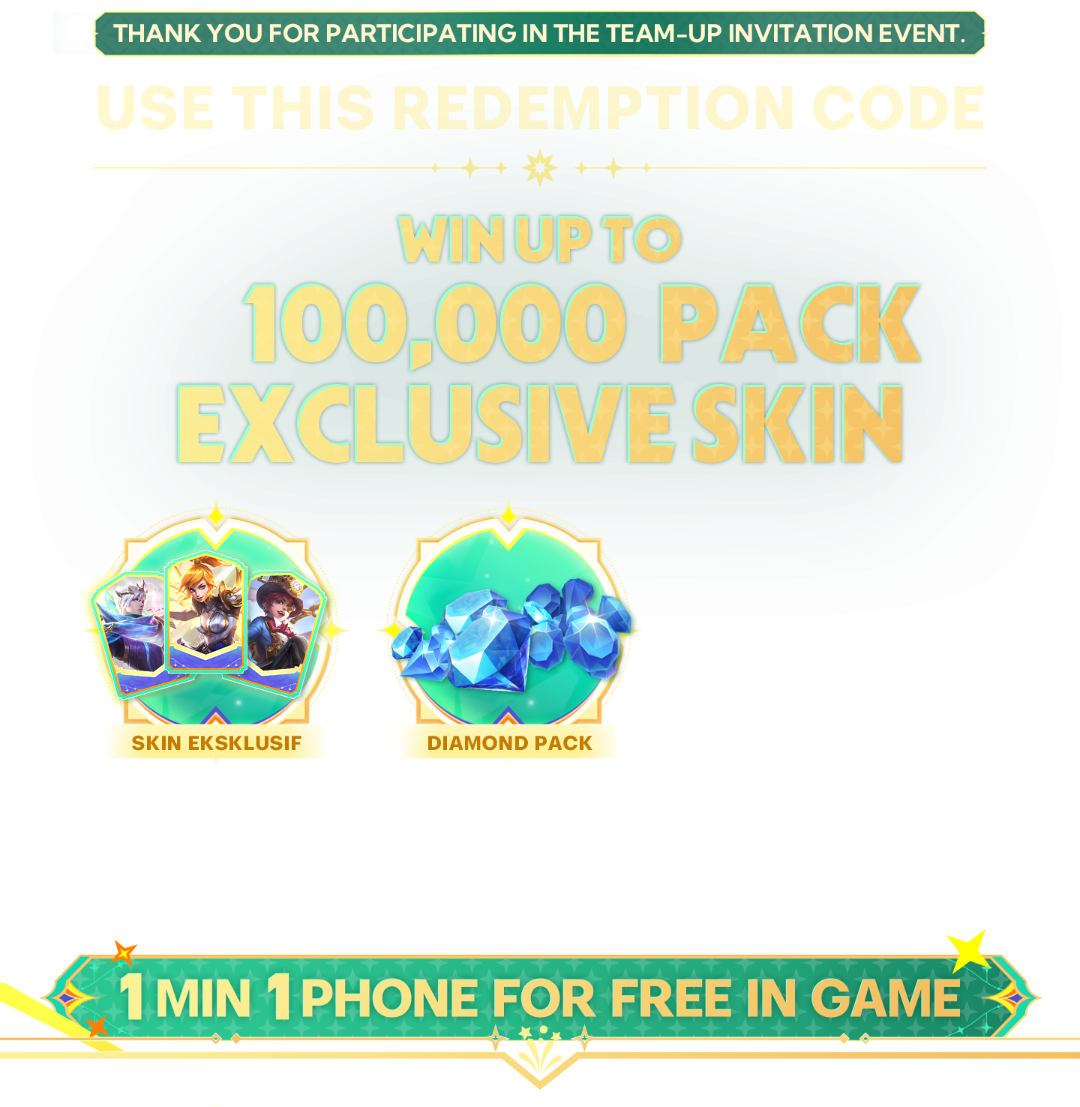 THANK YOU FOR PARTICIPATING IN THE TEAM-UP INVITATION EVENT.
USE THIS REDEMPTION CODE
WIN UP TO
100,000 PACK
EXCLUSIVE SKIN
SKIN EKSKLUSIF
DIAMOND PACK
1 MIN 1 PHONE FOR FREE IN GAME